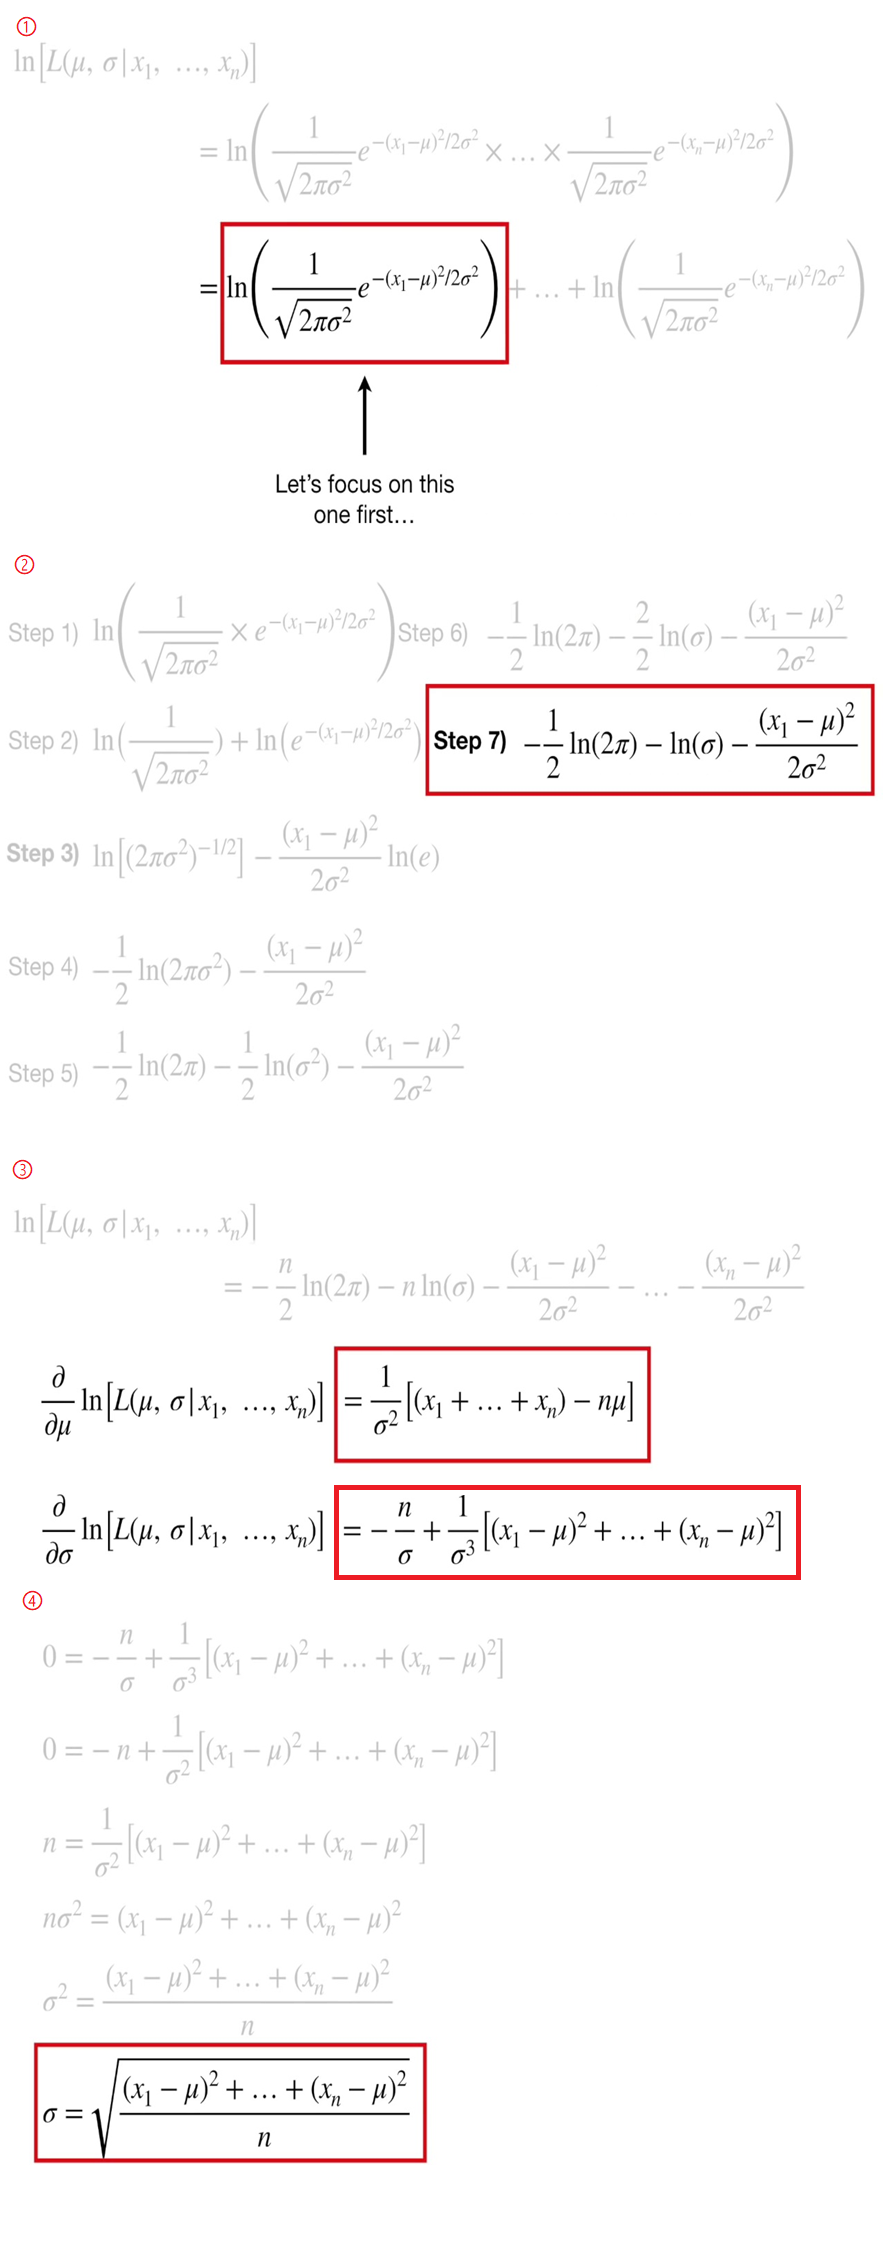 ①
ln[L(μ, σ|x₁, …, xₙ)]
= ln( 1/√(2πσ²) e^(−(x₁−μ)²/2σ²) × … × 1/√(2πσ²) e^(−(xₙ−μ)²/2σ²) )
= ln( 1/√(2πσ²) e^(−(x₁−μ)²/2σ²) ) + … + ln( 1/√(2πσ²) e^(−(xₙ−μ)²/2σ²) )
Let's focus on this
one first…
②
Step 1) ln( 1/√(2πσ²) × e^(−(x₁−μ)²/2σ²) )
Step 2) ln( 1/√(2πσ²) ) + ln( e^(−(x₁−μ)²/2σ²) )
Step 3) ln[(2πσ²)^(−1/2)] − (x₁ − μ)²/2σ² ln(e)
Step 4) −1/2 ln(2πσ²) − (x₁ − μ)²/2σ²
Step 5) −1/2 ln(2π) − 1/2 ln(σ²) − (x₁ − μ)²/2σ²
Step 6) −1/2 ln(2π) − 2/2 ln(σ) − (x₁ − μ)²/2σ²
Step 7) −1/2 ln(2π) − ln(σ) − (x₁ − μ)²/2σ²
③
ln[L(μ, σ|x₁, …, xₙ)]
= − n/2 ln(2π) − n ln(σ) − (x₁ − μ)²/2σ² − … − (xₙ − μ)²/2σ²
∂/∂μ ln[L(μ, σ|x₁, …, xₙ)] = 1/σ² [(x₁ + … + xₙ) − nμ]
∂/∂σ ln[L(μ, σ|x₁, …, xₙ)] = − n/σ + 1/σ³ [(x₁ − μ)² + … + (xₙ − μ)²]
④
0 = − n/σ + 1/σ³ [(x₁ − μ)² + … + (xₙ − μ)²]
0 = − n + 1/σ² [(x₁ − μ)² + … + (xₙ − μ)²]
n = 1/σ² [(x₁ − μ)² + … + (xₙ − μ)²]
nσ² = (x₁ − μ)² + … + (xₙ − μ)²
σ² = ((x₁ − μ)² + … + (xₙ − μ)²)/n
σ = √(((x₁ − μ)² + … + (xₙ − μ)²)/n)